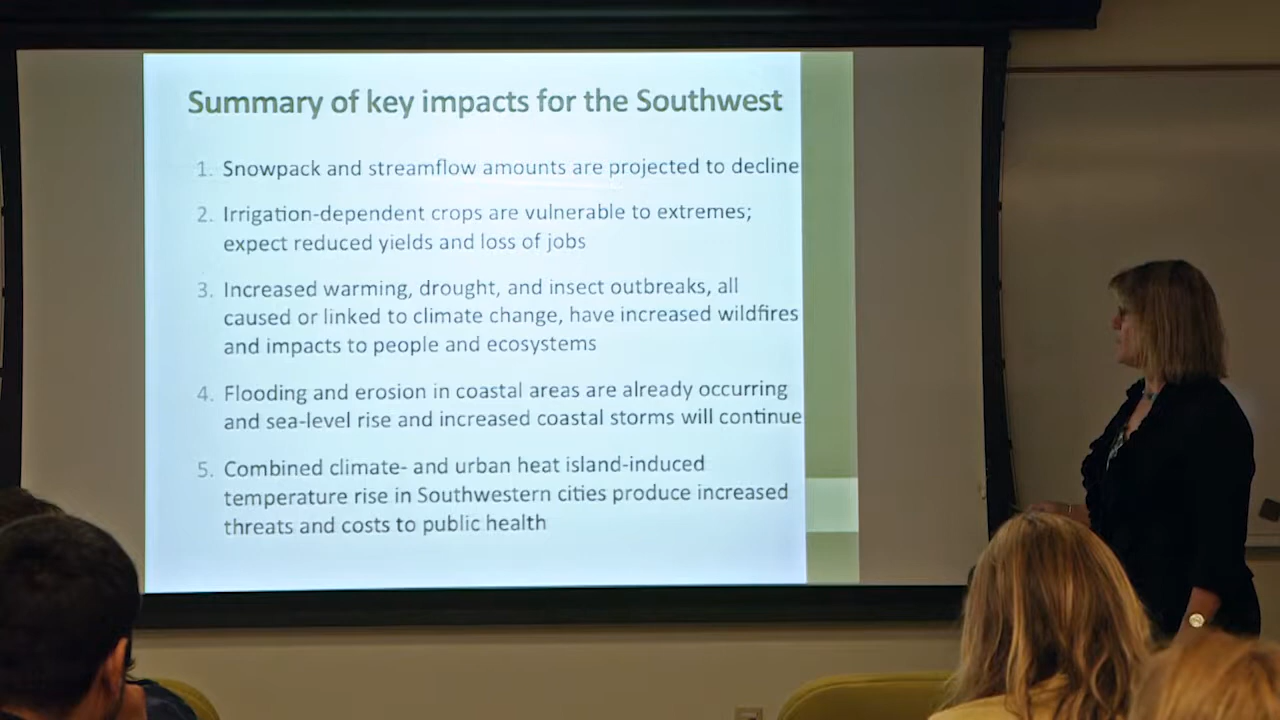 Summary of key impacts for the Southwest
1. Snowpack and streamflow amounts are projected to decline
2. Irrigation-dependent crops are vulnerable to extremes;
expect reduced yields and loss of jobs
3. Increased warming, drought, and insect outbreaks, all
caused or linked to climate change, have increased wildfires
and impacts to people and ecosystems
4. Flooding and erosion in coastal areas are already occurring
and sea-level rise and increased coastal storms will continue
5. Combined climate- and urban heat island-induced
temperature rise in Southwestern cities produce increased
threats and costs to public health